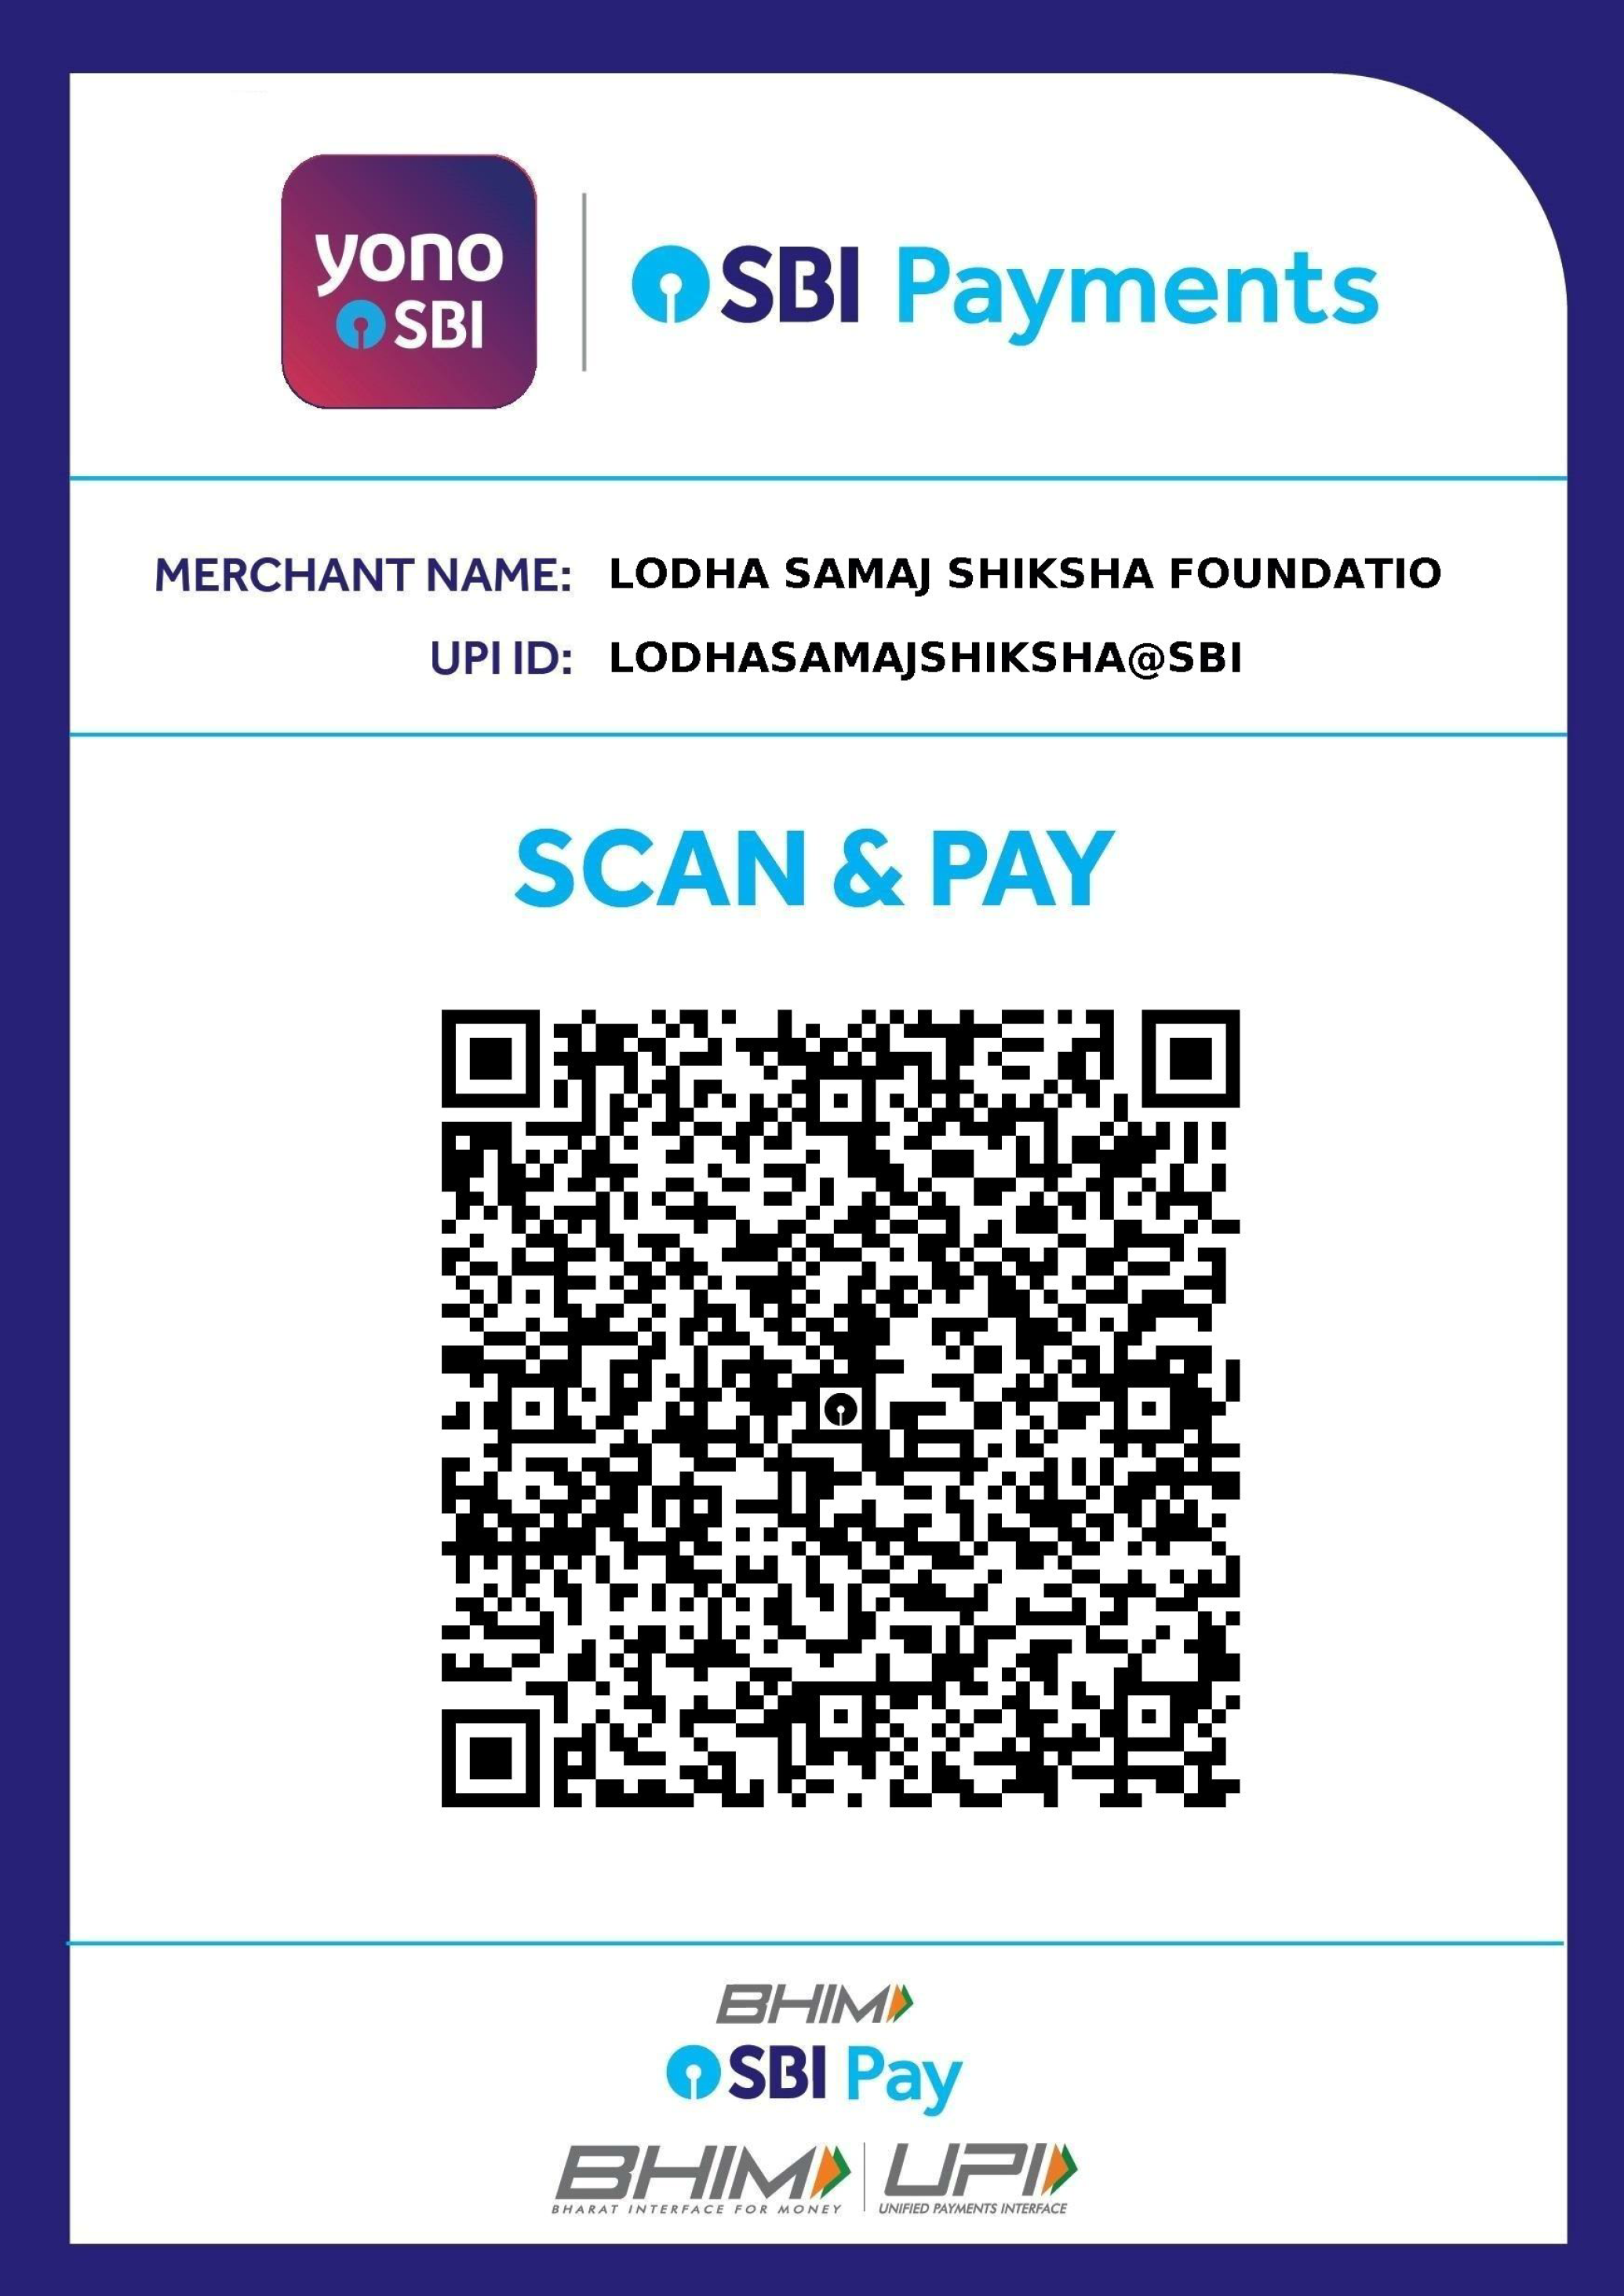 yono
SBI
SBI Payments
MERCHANT NAME: LODHA SAMAJ SHIKSHA FOUNDATIO
UPI ID: LODHASAMAJSHIKSHA@SBI
SCAN & PAY
BHIM
SBI Pay
BHIM UPI
BHARAT INTERFACE FOR MONEY UNIFIED PAYMENTS INTERFACE